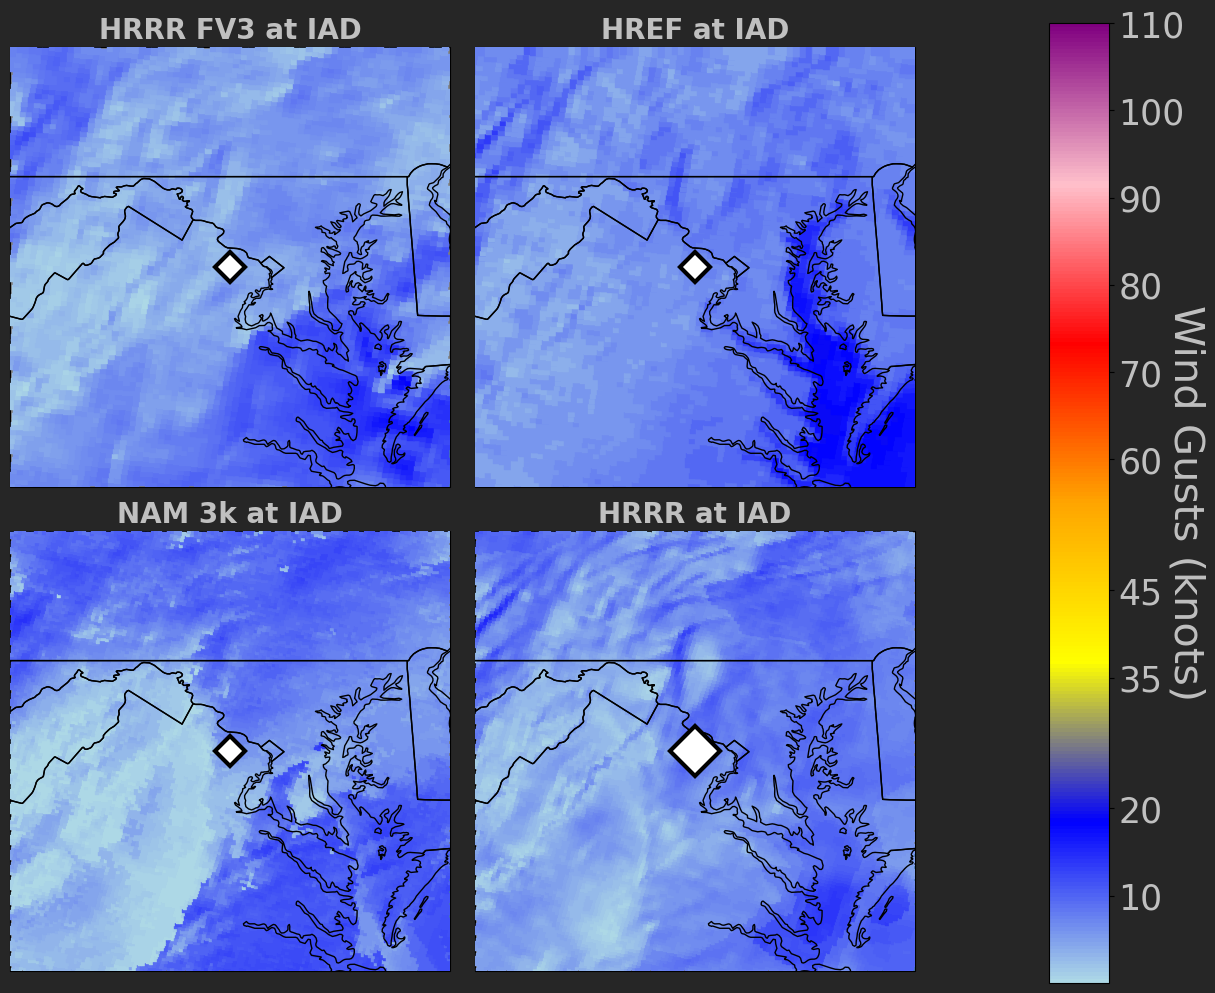 HRRR FV3 at IAD
HREF at IAD
NAM 3k at IAD
HRRR at IAD
110
100
90
80
70
60
45
35
20
10
Wind Gusts (knots)